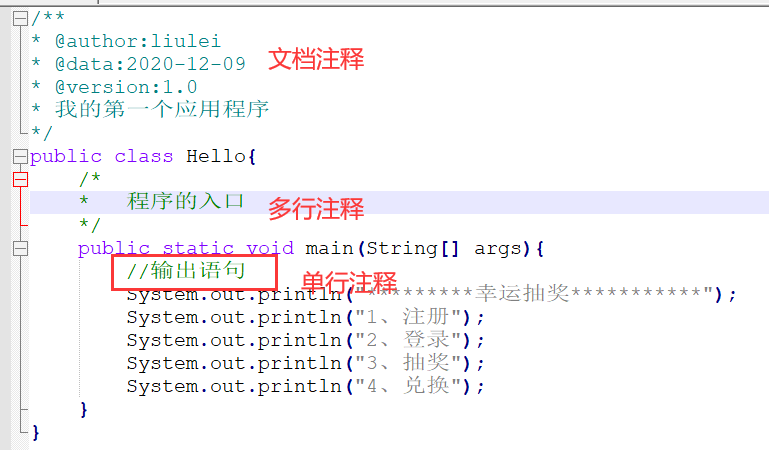 /**
* @author:liulei
* @data:2020-12-09 文档注释
* @version:1.0
* 我的第一个应用程序
*/
public class Hello{
/*
* 程序的入口 多行注释
*/
public static void main(String[] args){
//输出语句 单行注释
System.out.println("*********幸运抽奖***********");
System.out.println("1、注册");
System.out.println("2、登录");
System.out.println("3、抽奖");
System.out.println("4、兑换");
}
}